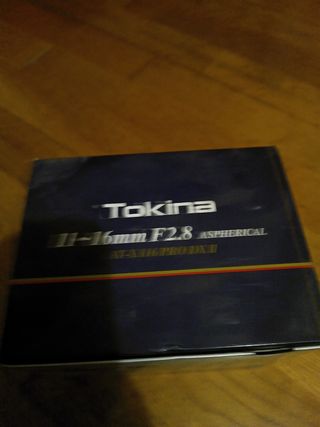 Tokina
11-16mm F2.8 ASPHERICAL
AT-X 116 PRO DX II